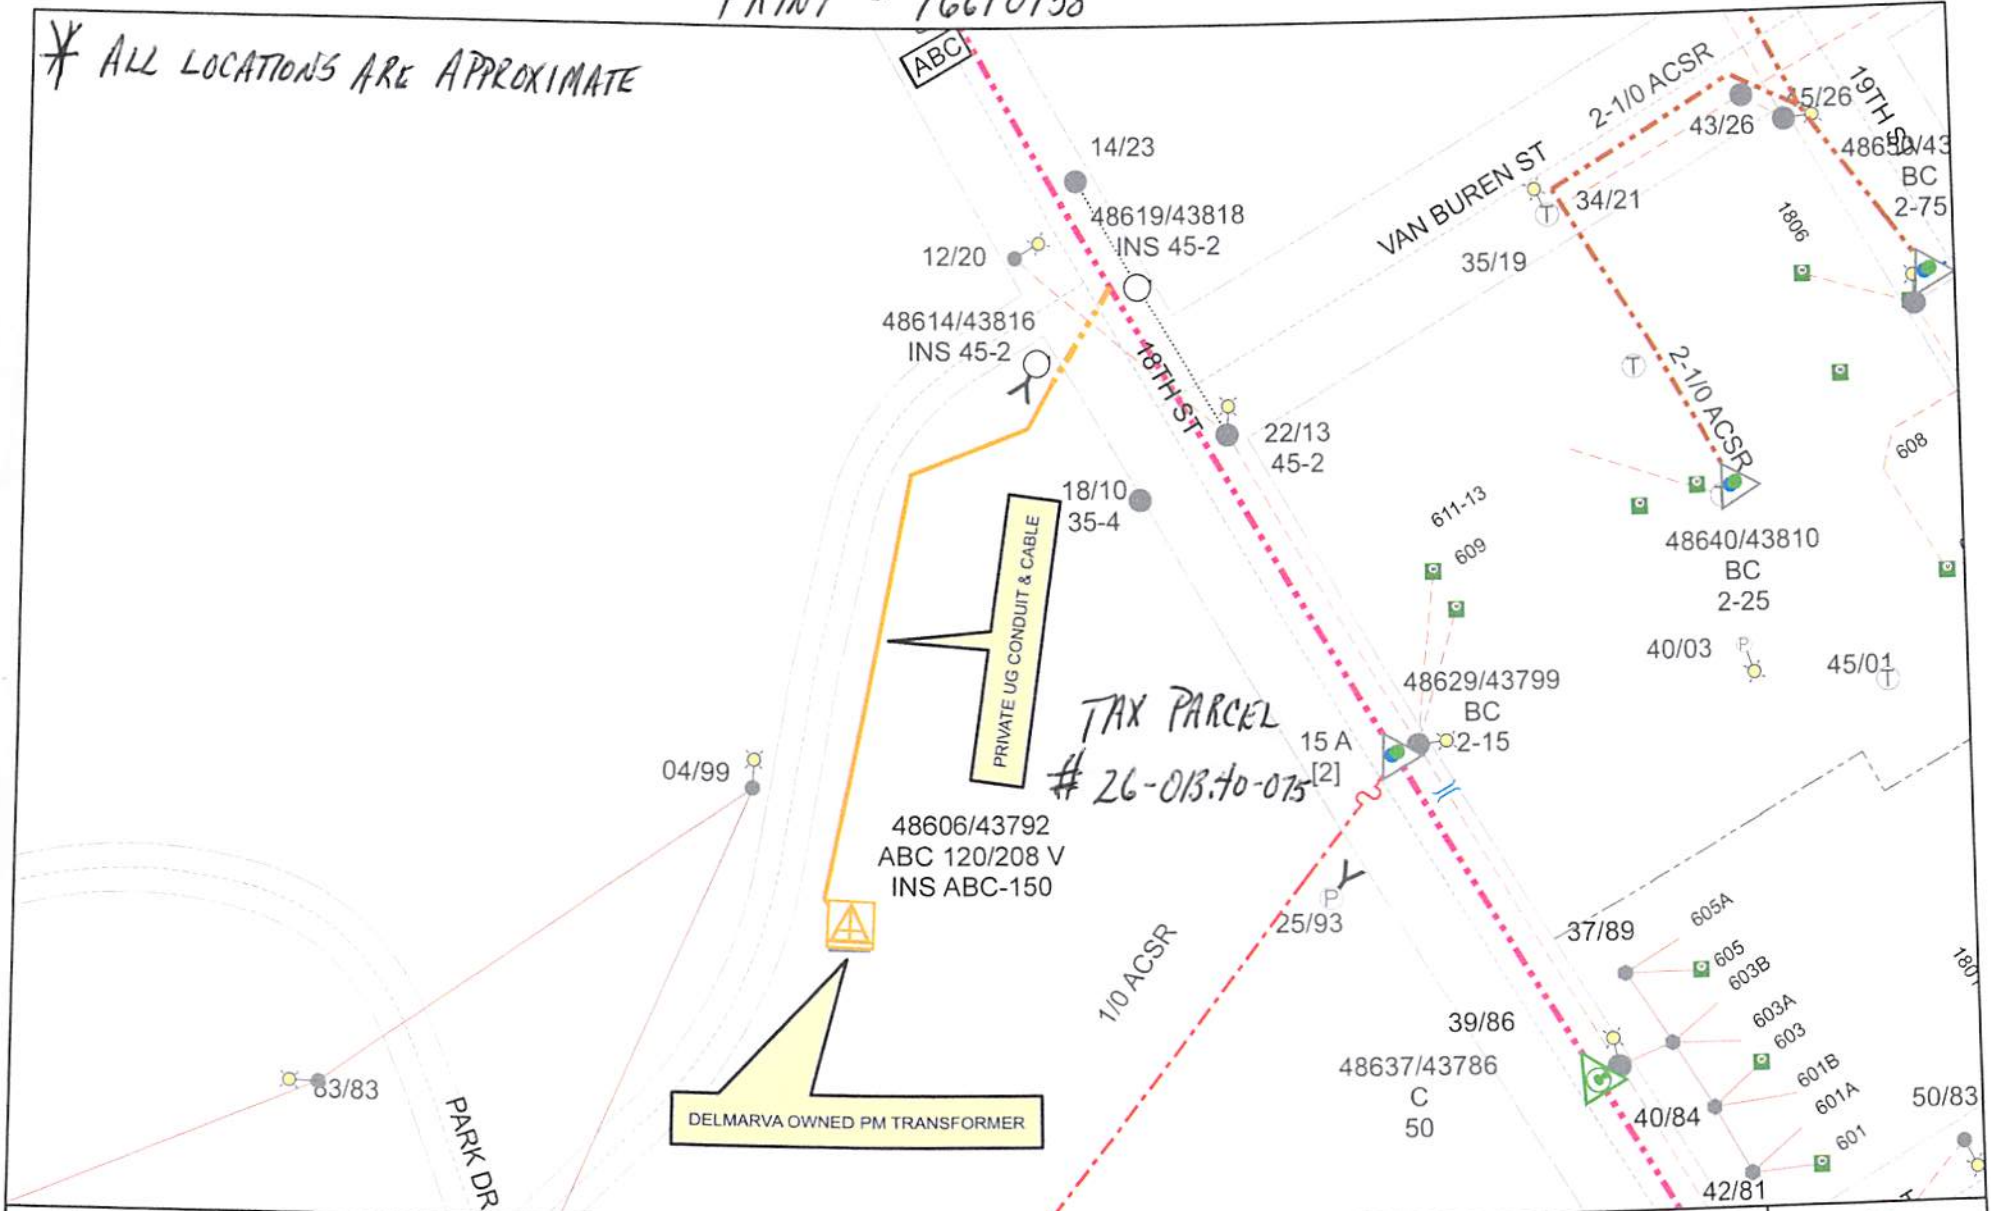 * ALL LOCATIONS ARE APPROXIMATE
ABC
14/23
48619/43818
INS 45-2
12/20
48614/43816
INS 45-2
18TH ST
22/13
45-2
18/10
35-4
VAN BUREN ST
2-1/0 ACSR
43/26
45/26
19TH ST
BC
2-75
34/21
35/19
1806
2-1/0 ACSR
608
T
T
611-13
609
48640/43810
BC
2-25
40/03
P
45/01
T
PRIVATE UG CONDUIT & CABLE
48629/43799
BC
2-15
15 A
[2]
TAX PARCEL
# 26-013.40-075
04/99
48606/43792
ABC 120/208 V
INS ABC-150
P
25/93
1/0 ACSR
37/89
605A
605
603B
603A
603
601B
601A
601
39/86
48637/43786
C
50
40/84
42/81
50/83
63/83
PARK DR
DELMARVA OWNED PM TRANSFORMER